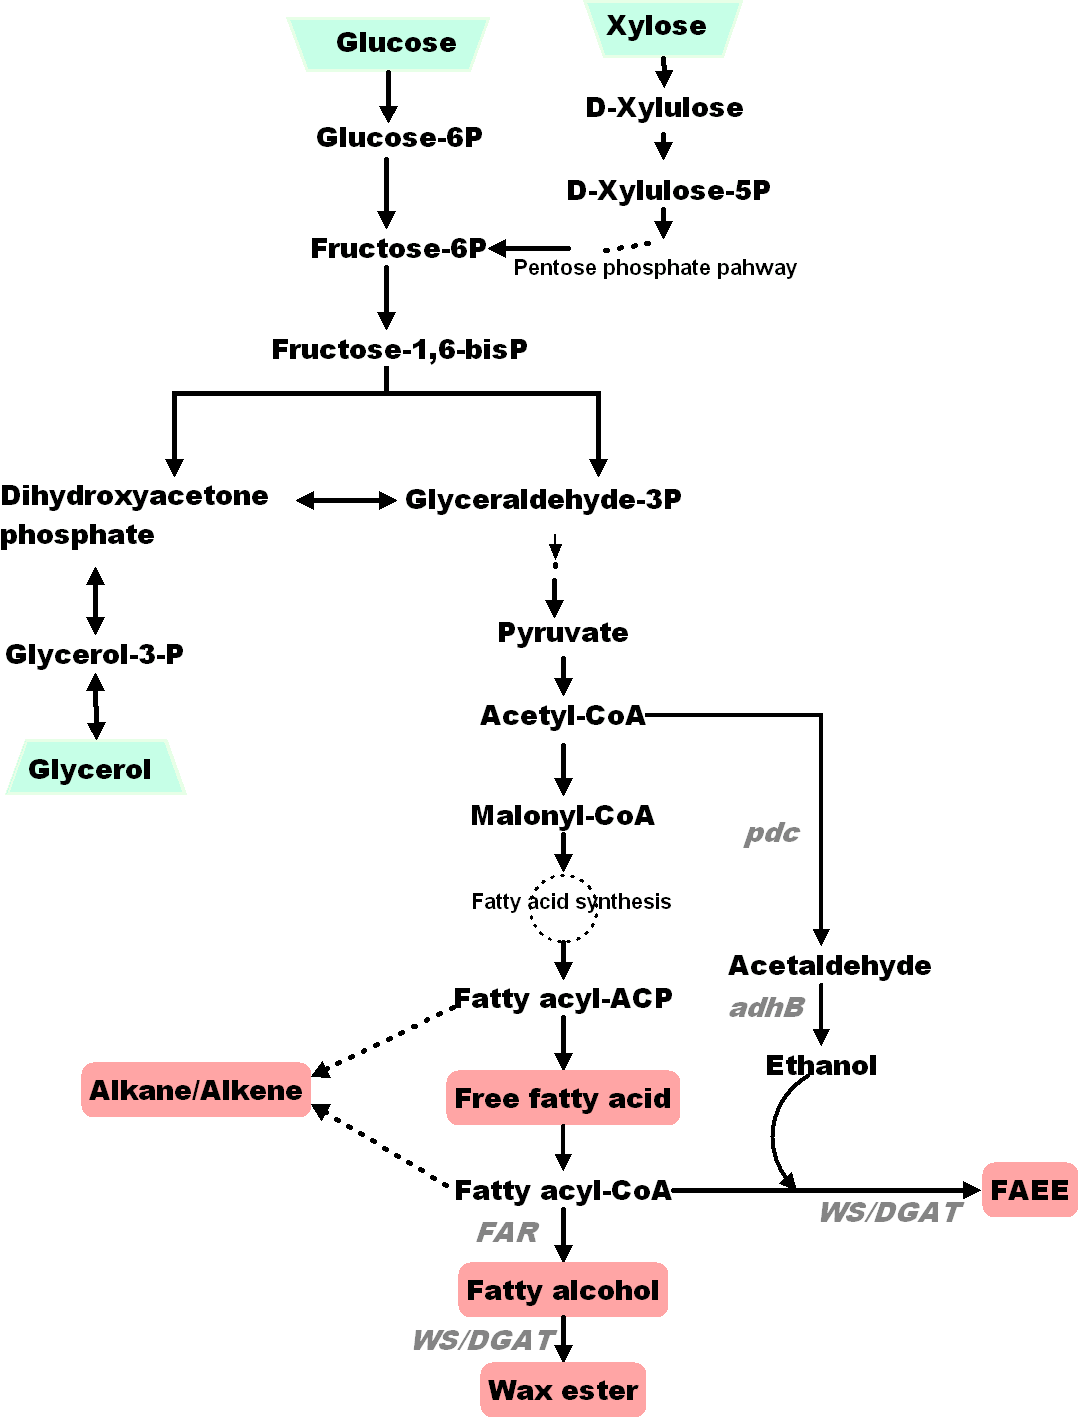 Glucose
Xylose
D-Xylulose
Glucose-6P
D-Xylulose-5P
Fructose-6P
Pentose phosphate pahway
Fructose-1,6-bisP
Dihydroxyacetone
phosphate
Glyceraldehyde-3P
Pyruvate
Glycerol-3-P
Acetyl-CoA
Glycerol
Malonyl-CoA
pdc
Fatty acid synthesis
Acetaldehyde
Fatty acyl-ACP
adhB
Ethanol
Alkane/Alkene
Free fatty acid
Fatty acyl-CoA
FAEE
WS/DGAT
FAR
Fatty alcohol
WS/DGAT
Wax ester